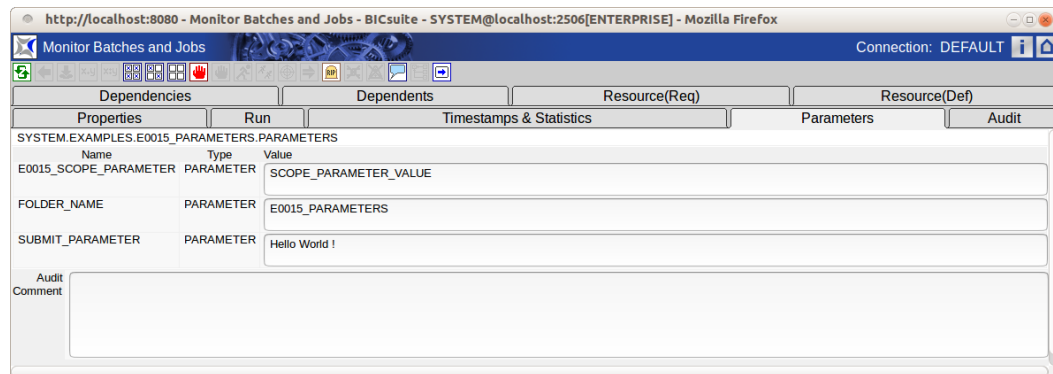 http://localhost:8080 - Monitor Batches and Jobs - BICsuite - SYSTEM@localhost:2506[ENTERPRISE] - Mozilla Firefox
Monitor Batches and Jobs Connection: DEFAULT
RIP
Dependencies Dependents Resource(Req) Resource(Def)
Properties Run Timestamps & Statistics Parameters Audit
SYSTEM.EXAMPLES.E0015_PARAMETERS.PARAMETERS
Name Type Value
E0015_SCOPE_PARAMETER PARAMETER SCOPE_PARAMETER_VALUE
FOLDER_NAME PARAMETER E0015_PARAMETERS
SUBMIT_PARAMETER PARAMETER Hello World !
Audit
Comment